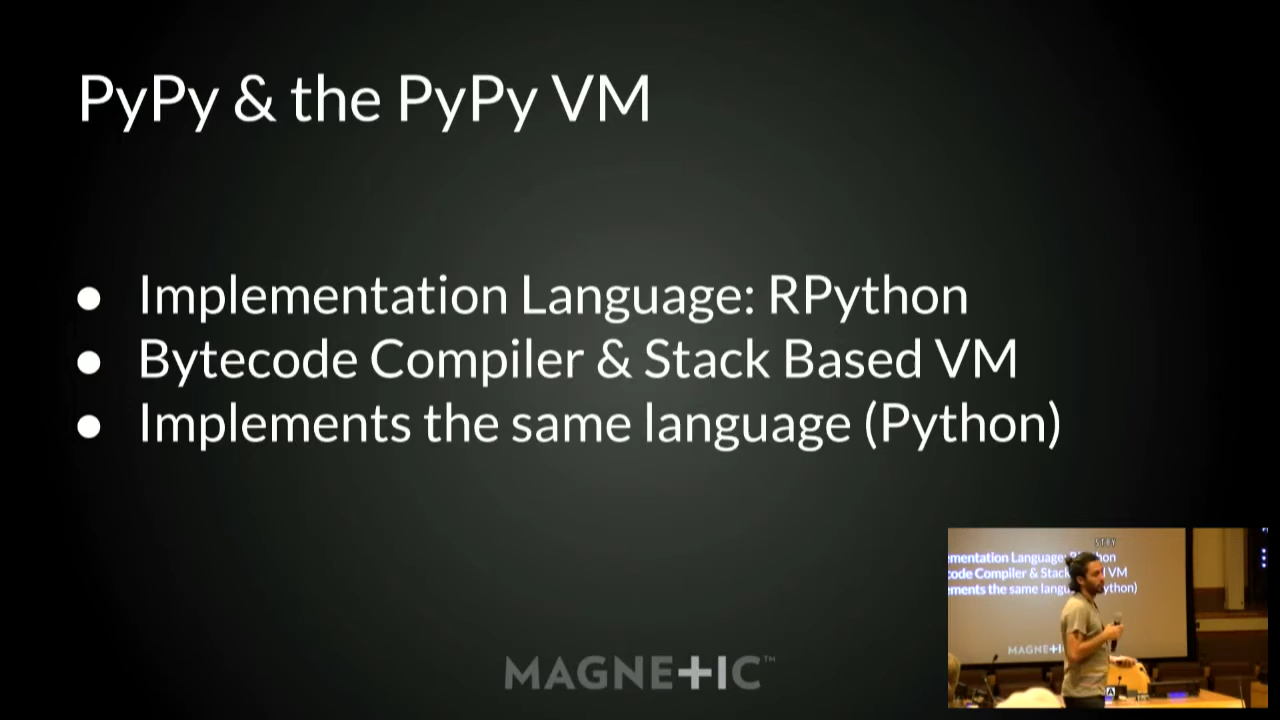 PyPy & the PyPy VM
● Implementation Language: RPython
● Bytecode Compiler & Stack Based VM
● Implements the same language (Python)
MAGNETIC™